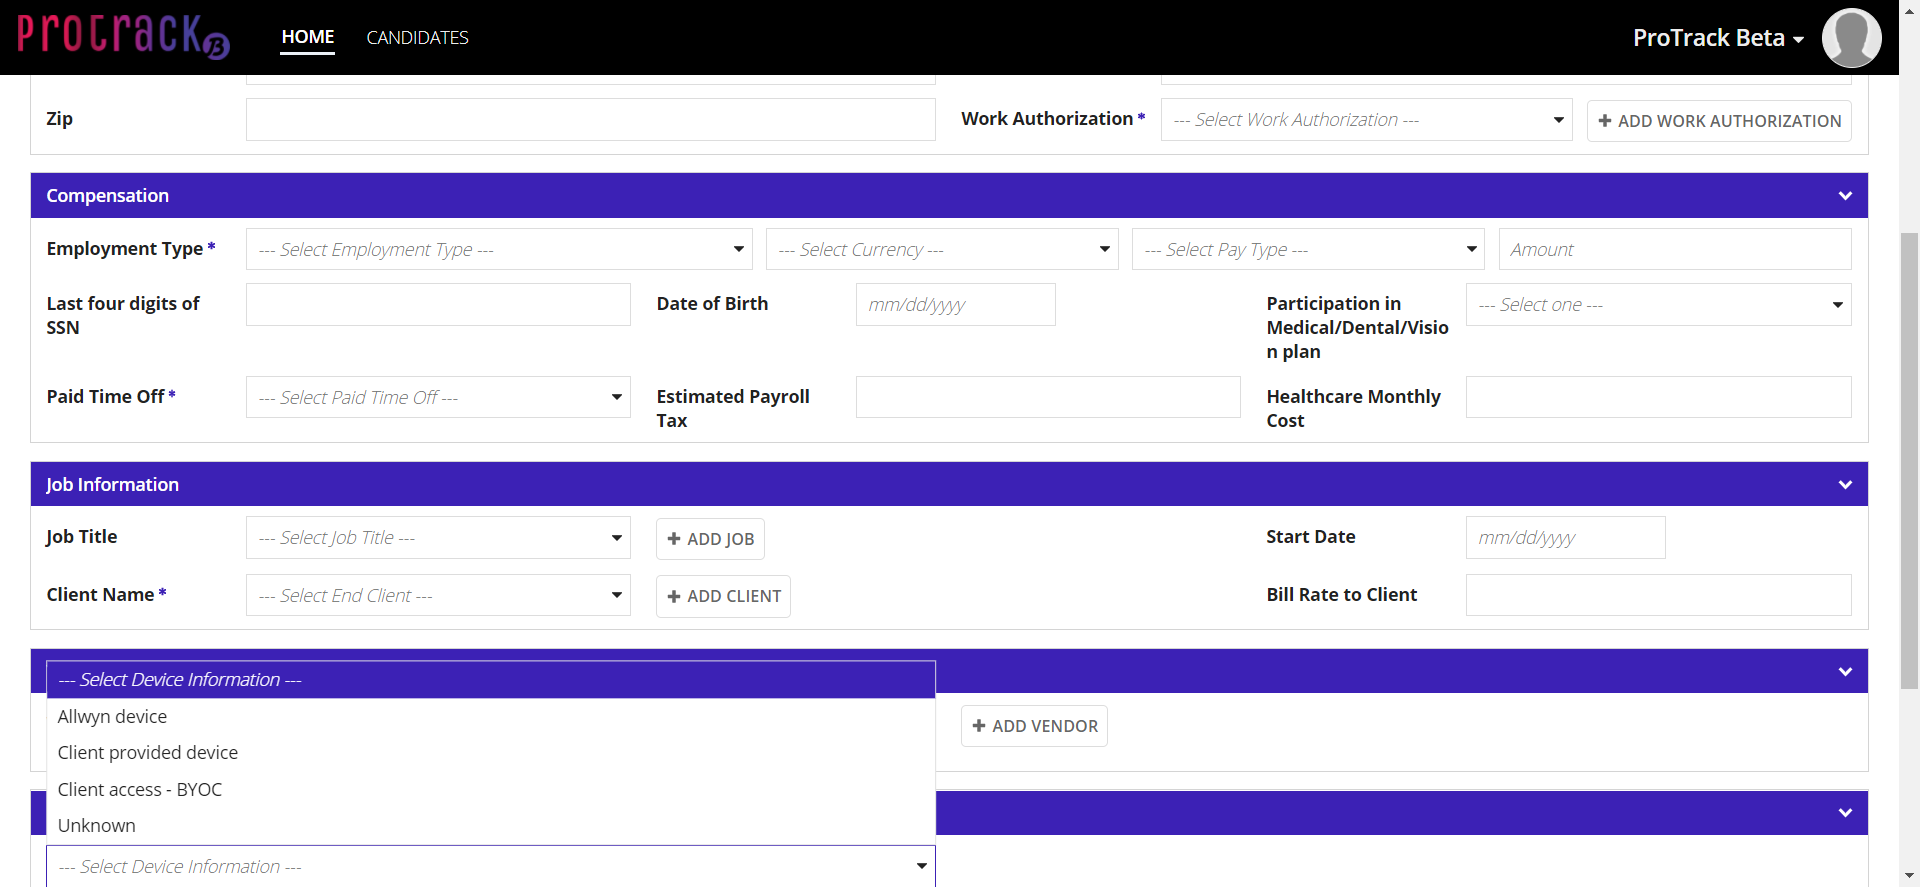 ProTrackB
HOME
CANDIDATES
ProTrack Beta
Zip
Work Authorization *
--- Select Work Authorization ---
+ ADD WORK AUTHORIZATION
Compensation
Employment Type *
--- Select Employment Type ---
--- Select Currency ---
--- Select Pay Type ---
Amount
Last four digits of
SSN
Date of Birth
mm/dd/yyyy
Participation in
Medical/Dental/Visio
n plan
--- Select one ---
Paid Time Off *
--- Select Paid Time Off ---
Estimated Payroll
Tax
Healthcare Monthly
Cost
Job Information
Job Title
--- Select Job Title ---
+ ADD JOB
Start Date
mm/dd/yyyy
Client Name *
--- Select End Client ---
+ ADD CLIENT
Bill Rate to Client
--- Select Device Information ---
Allwyn device
+ ADD VENDOR
Client provided device
Client access - BYOC
Unknown
--- Select Device Information ---